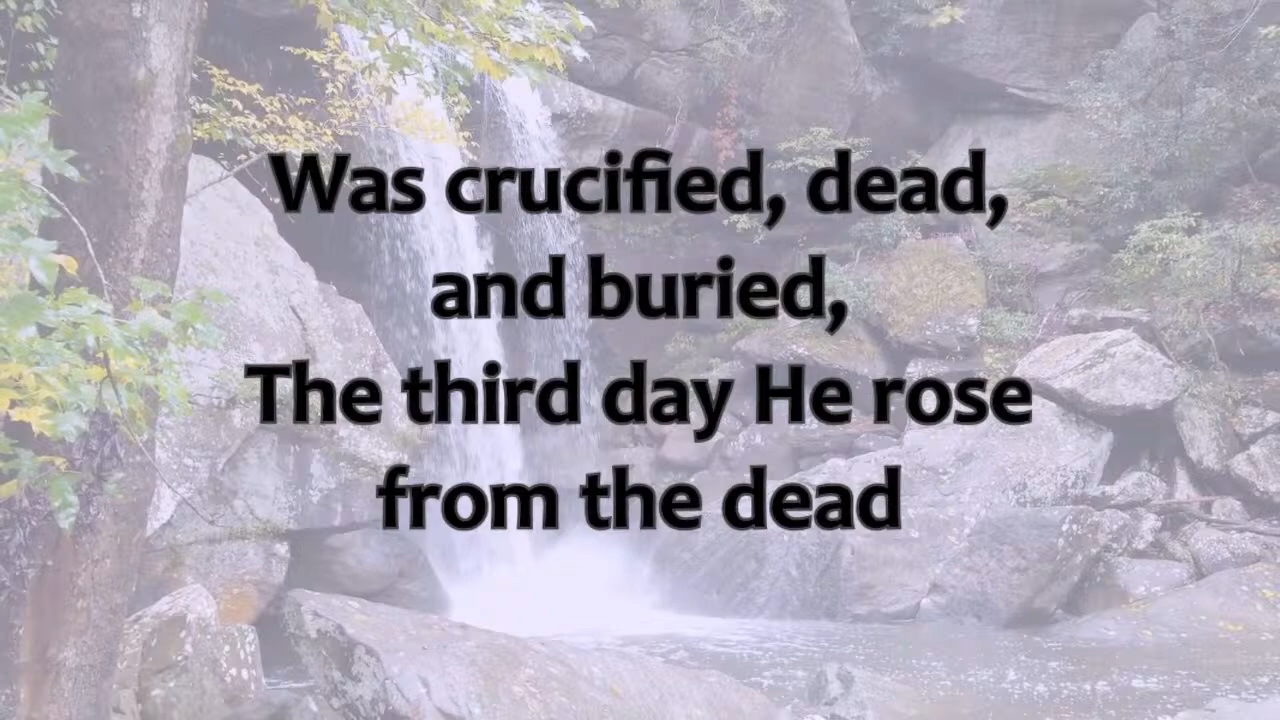 Was crucified, dead,
and buried,
The third day He rose
from the dead